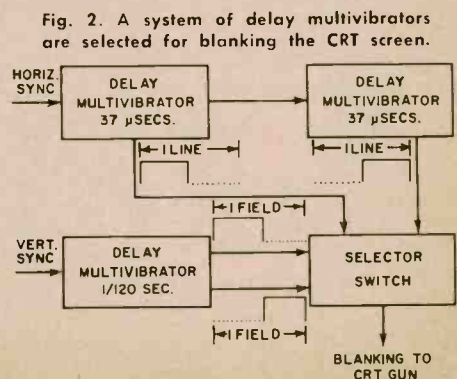 Fig. 2. A system of delay multivibrators
are selected for blanking the CRT screen.
HORIZ.
SYNC
DELAY
MULTIVIBRATOR
37 µSECS.
DELAY
MULTIVIBRATOR
37 µSECS.
1 LINE
1 LINE
1 FIELD
VERT.
SYNC
DELAY
MULTIVIBRATOR
1/120 SEC.
SELECTOR
SWITCH
1 FIELD
BLANKING TO
CRT GUN